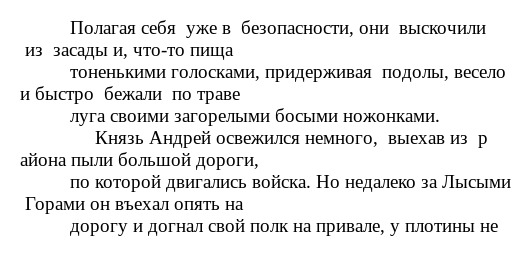 Полагая себя уже в безопасности, они выскочили
из засады и, что-то пища
тоненькими голосками, придерживая подолы, весело
и быстро бежали по траве
луга своими загорелыми босыми ножонками.
Князь Андрей освежился немного, выехав из р
айона пыли большой дороги,
по которой двигались войска. Но недалеко за Лысыми
Горами он въехал опять на
дорогу и догнал свой полк на привале, у плотины не